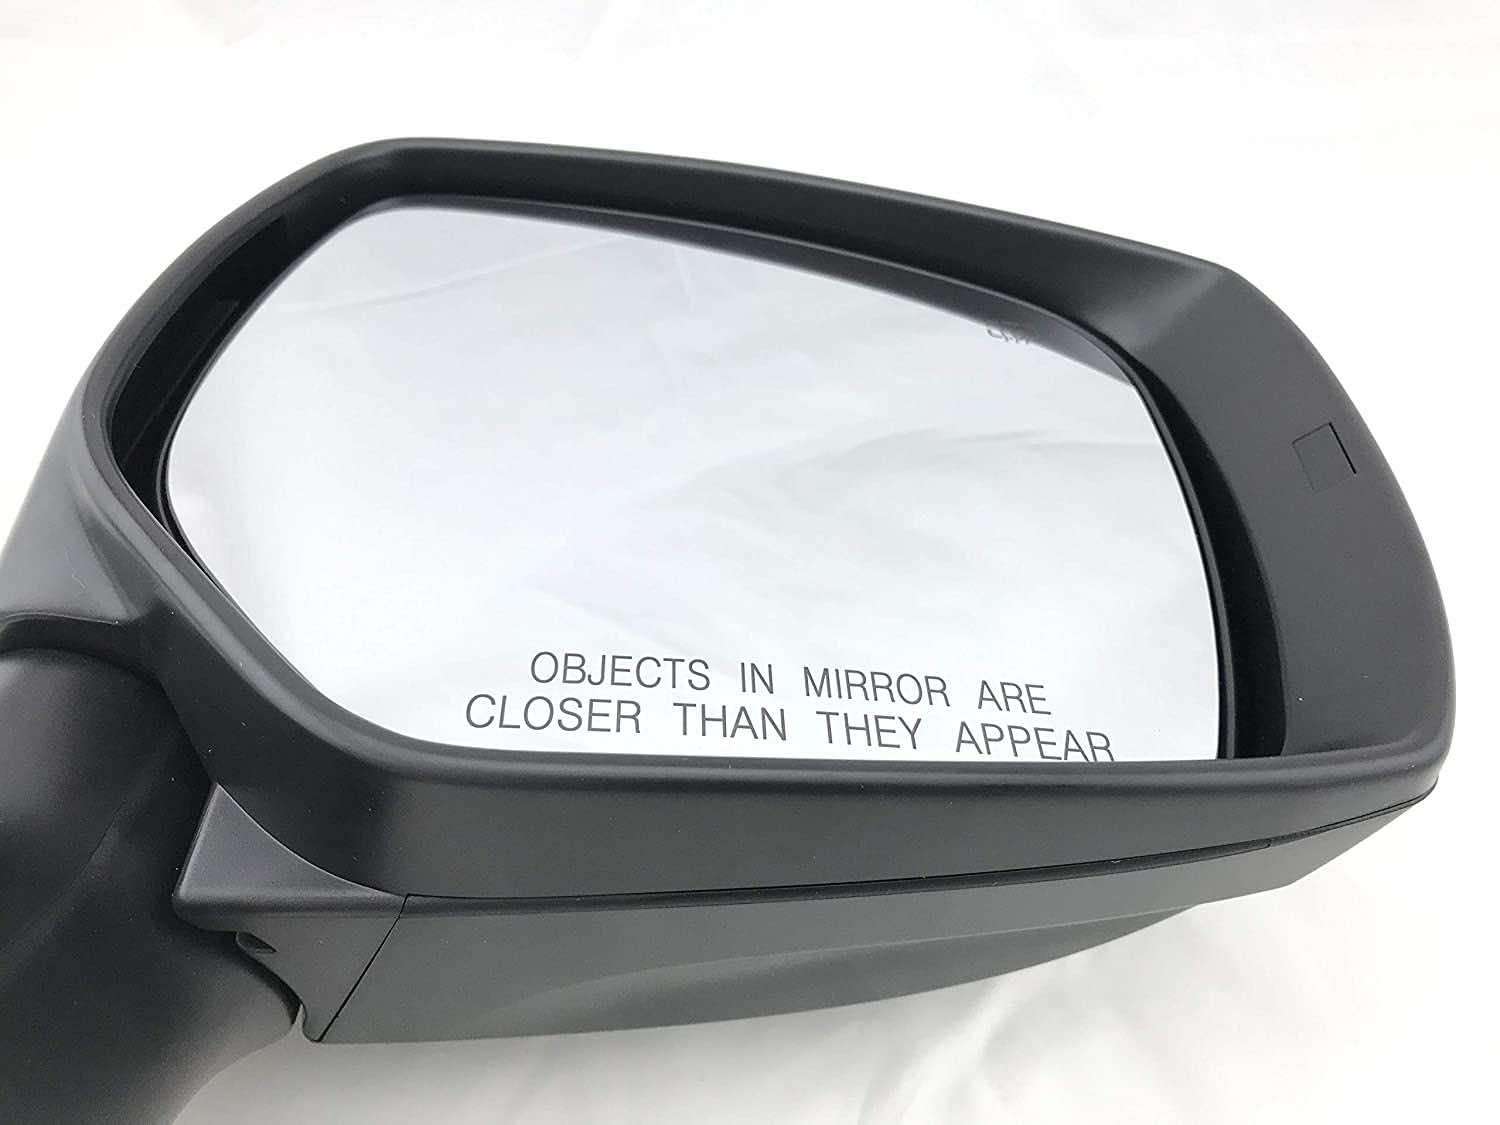 OBJECTS IN MIRROR ARE
CLOSER THAN THEY APPEAR